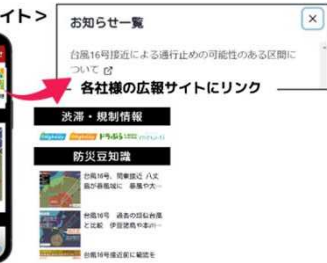 イト＞
お知らせ一覧
台風16号接近による通行止めの可能性のある区間に
ついて
各社様の広報サイトにリンク
渋滞・規制情報
防災豆知識
台風16号、関東接近 八丈
島が暴風域に 暴風や大…
台風16号 過去の類似台風
と比較 伊豆諸島や本の…
台風16号接近前に確認を